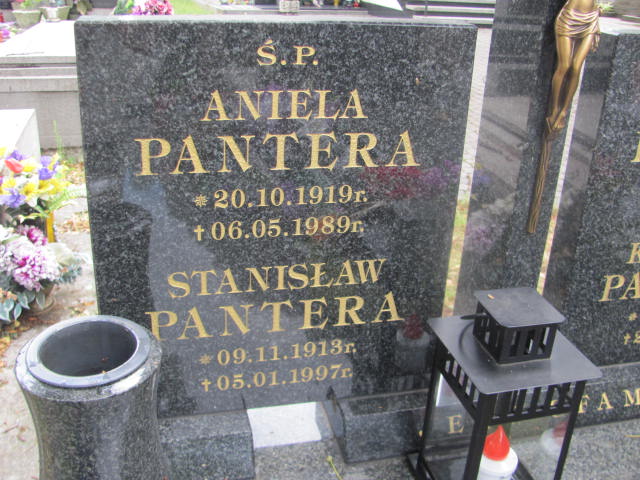 Ś.P.
ANIELA
PANTERA
* 20.10.1919r.
† 06.05.1989r.
STANISŁAW
PANTERA
* 09.11.1913r.
† 05.01.1997r.